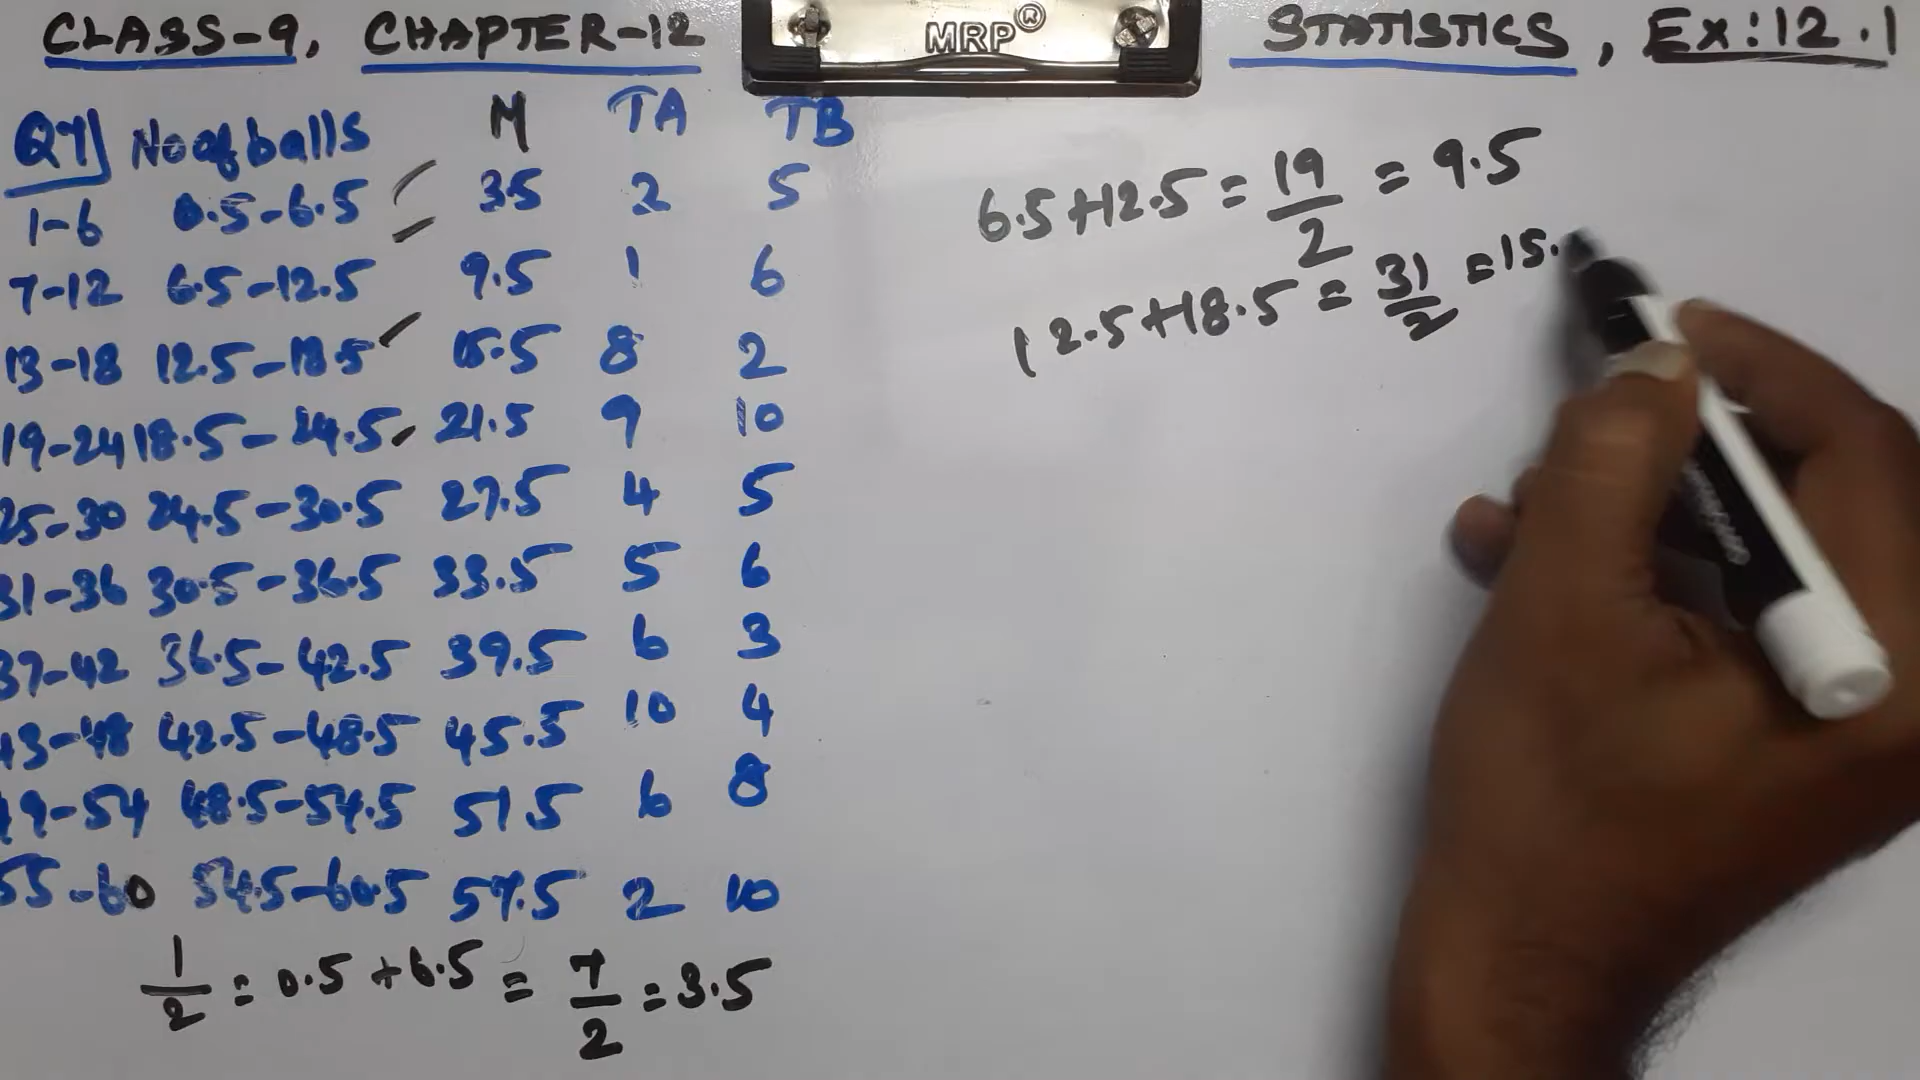 CLASS-9, CHAPTER-12
MRP®
STATISTICS, Ex:12.1
Q7] No of balls M TA TB
1-6 0.5-6.5 3.5 2 5
7-12 6.5-12.5 9.5 1 6
13-18 12.5-18.5 15.5 8 2
19-24 18.5-24.5 21.5 9 10
25-30 24.5-30.5 27.5 4 5
31-36 30.5-36.5 33.5 5 6
37-42 36.5-42.5 39.5 6 3
43-48 42.5-48.5 45.5 10 4
49-54 48.5-54.5 51.5 6 8
55-60 54.5-60.5 57.5 2 10
1/2 = 0.5+6.5 = 7/2 = 3.5
6.5+12.5 = 19/2 = 9.5
12.5+18.5 = 31/2 = 15.